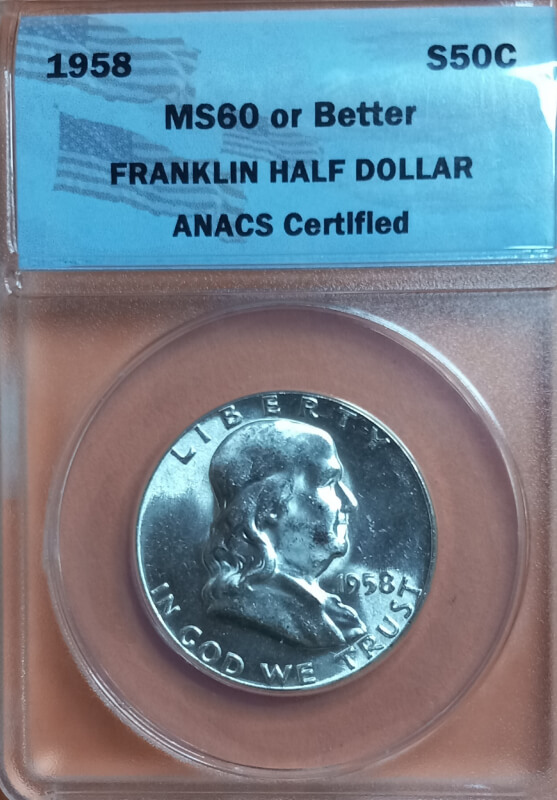 1958 S50C
MS60 or Better
FRANKLIN HALF DOLLAR
ANACS Certified
LIBERTY
1958
IN GOD WE TRUST